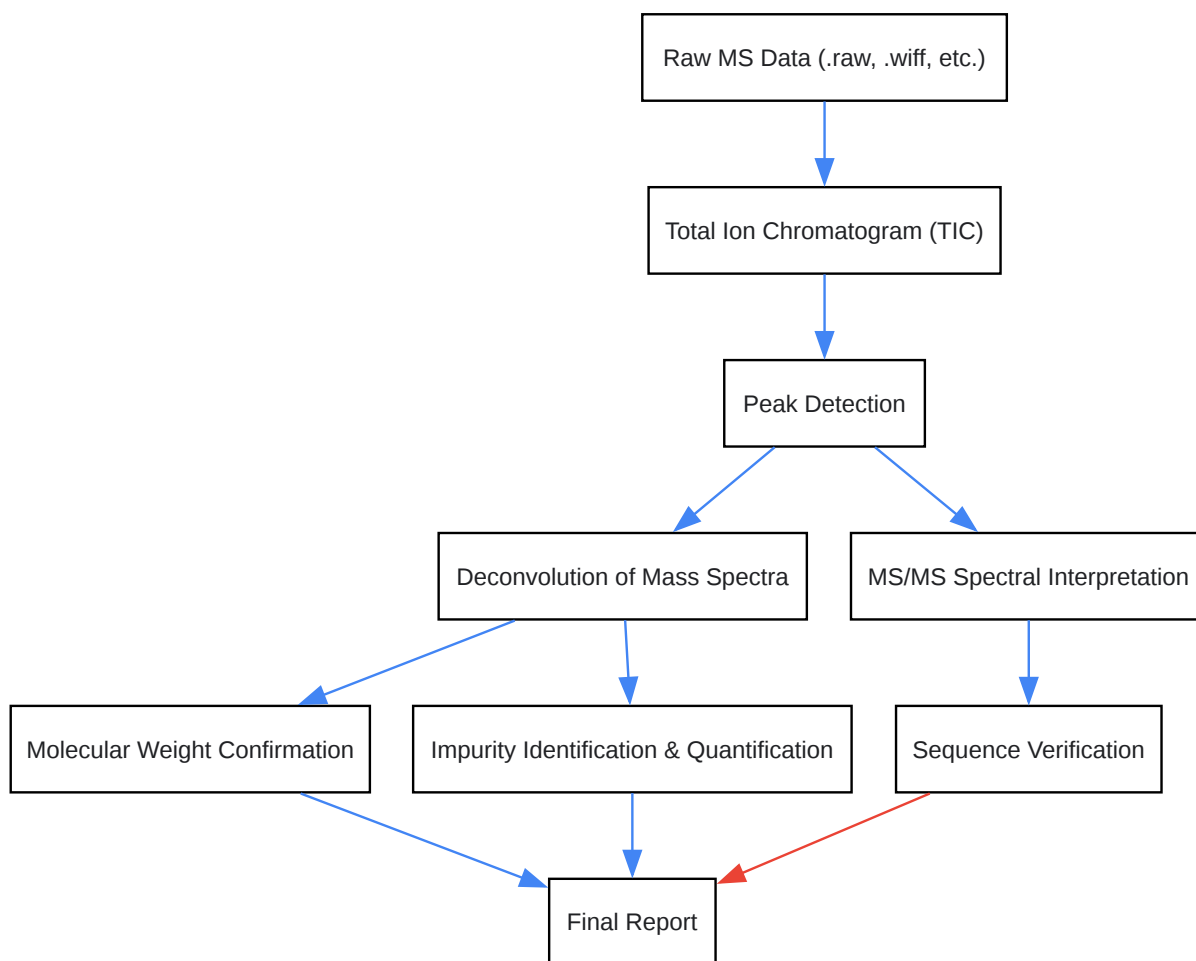 Raw MS Data (.raw, .wiff, etc.)
Total Ion Chromatogram (TIC)
Peak Detection
Deconvolution of Mass Spectra
MS/MS Spectral Interpretation
Molecular Weight Confirmation
Impurity Identification & Quantification
Sequence Verification
Final Report